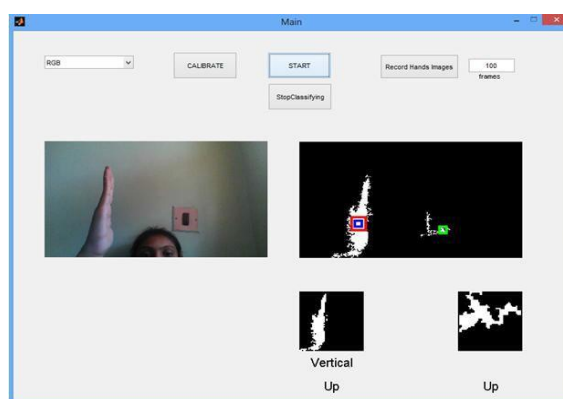 Main
RGB
CALIBRATE
START
Record Hands Images
100
frames
StopClassifying
Vertical
Up
Up